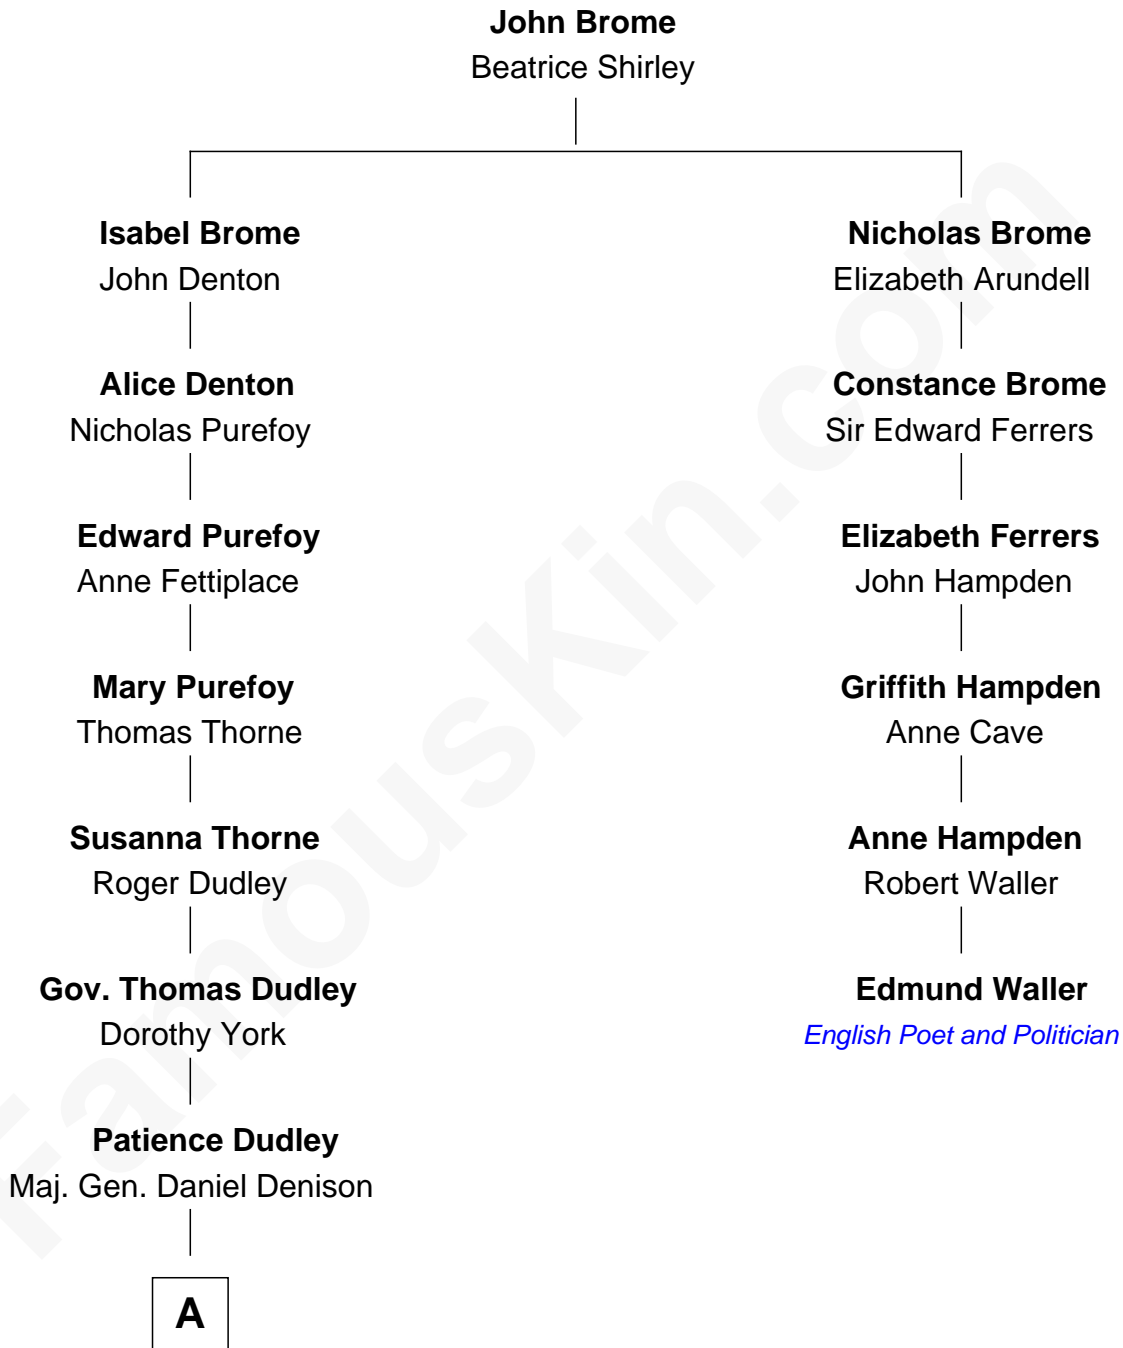 John Brome
Beatrice Shirley
Isabel Brome
John Denton
Nicholas Brome
Elizabeth Arundell
Alice Denton
Nicholas Purefoy
Constance Brome
Sir Edward Ferrers
Edward Purefoy
Anne Fettiplace
Elizabeth Ferrers
John Hampden
Mary Purefoy
Thomas Thorne
Griffith Hampden
Anne Cave
Susanna Thorne
Roger Dudley
Anne Hampden
Robert Waller
Gov. Thomas Dudley
Dorothy York
Edmund Waller
English Poet and Politician
Patience Dudley
Maj. Gen. Daniel Denison
A
FamousKin.com